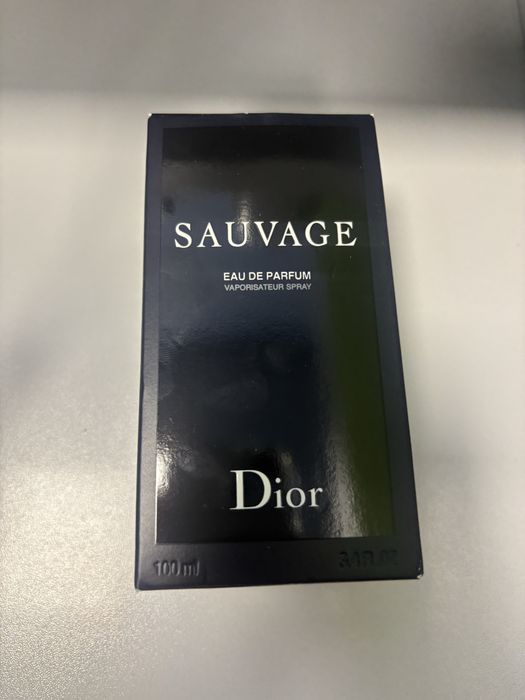 SAUVAGE
EAU DE PARFUM
VAPORISATEUR SPRAY
Dior
100 ml 3.4 FL.OZ